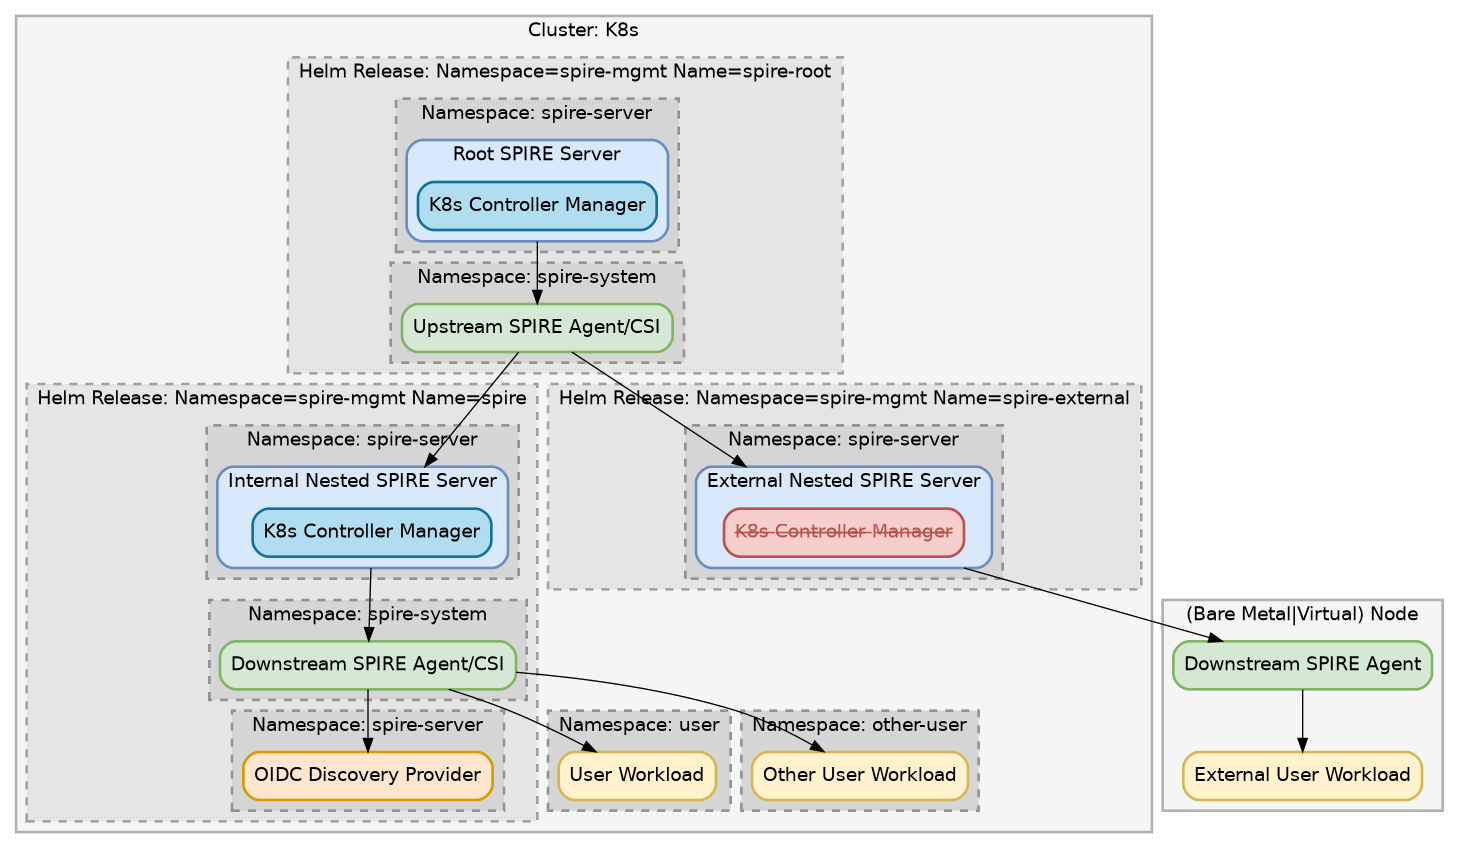 Cluster: K8s
Helm Release: Namespace=spire-mgmt Name=spire-root
Namespace: spire-server
Root SPIRE Server
K8s Controller Manager
Namespace: spire-system
Upstream SPIRE Agent/CSI
Helm Release: Namespace=spire-mgmt Name=spire
Namespace: spire-server
Internal Nested SPIRE Server
K8s Controller Manager
Namespace: spire-system
Downstream SPIRE Agent/CSI
Namespace: spire-server
OIDC Discovery Provider
Helm Release: Namespace=spire-mgmt Name=spire-external
Namespace: spire-server
External Nested SPIRE Server
K8s Controller Manager
Namespace: user
User Workload
Namespace: other-user
Other User Workload
(Bare Metal|Virtual) Node
Downstream SPIRE Agent
External User Workload